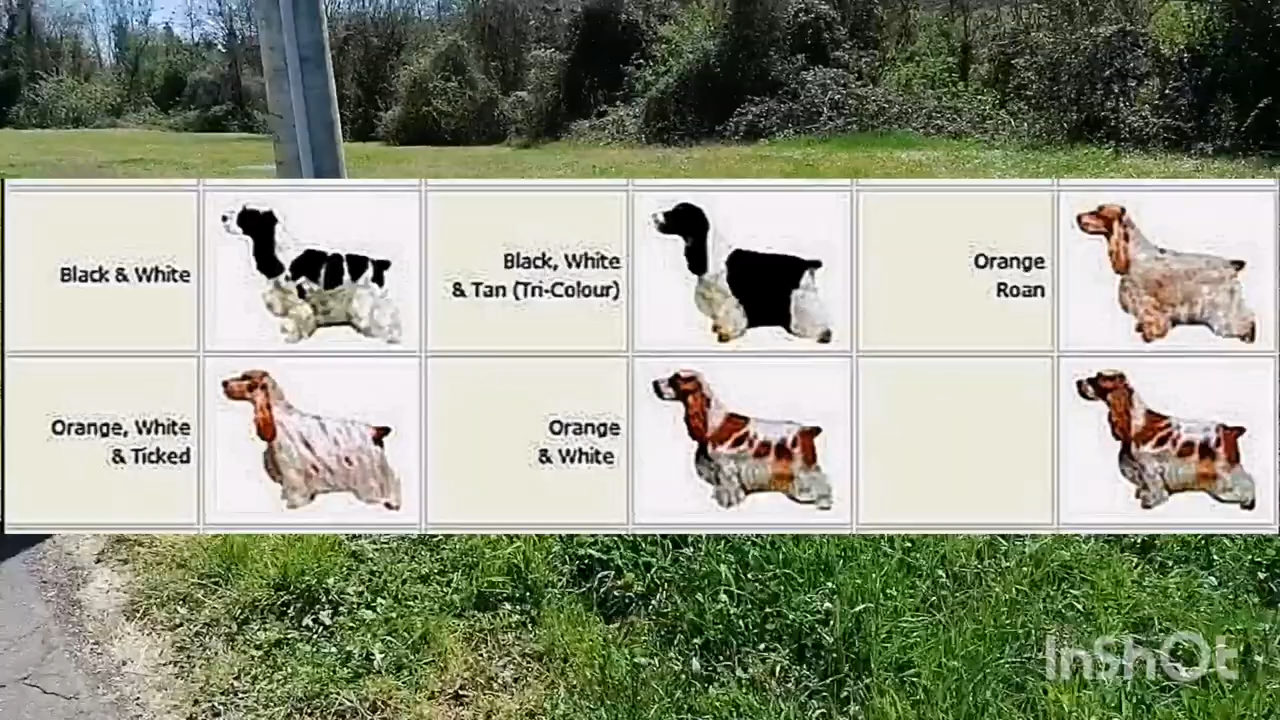 Black & White
Black, White
& Tan (Tri-Colour)
Orange
Roan
Orange, White
& Ticked
Orange
& White
InShOt